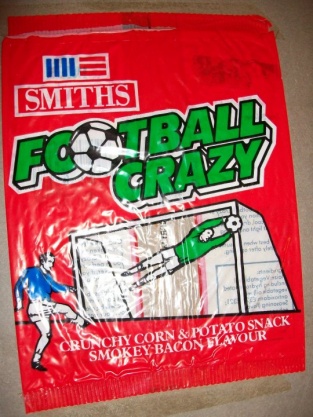 SMITHS
FOOTBALL
CRAZY
CRUNCHY CORN & POTATO SNACK
SMOKEY BACON FLAVOUR